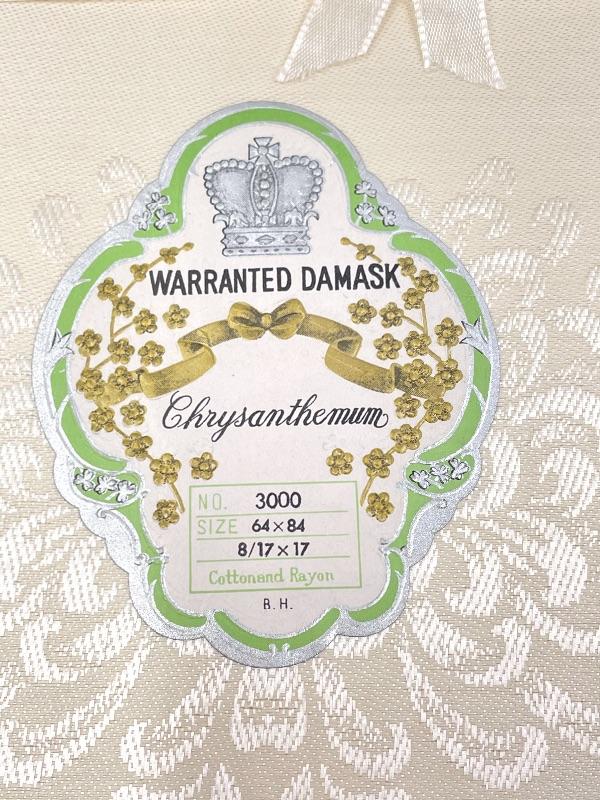 WARRANTED DAMASK
Chrysanthemum
NO. 3000
SIZE 64×84
8/17×17
Cottonand Rayon
R.H.